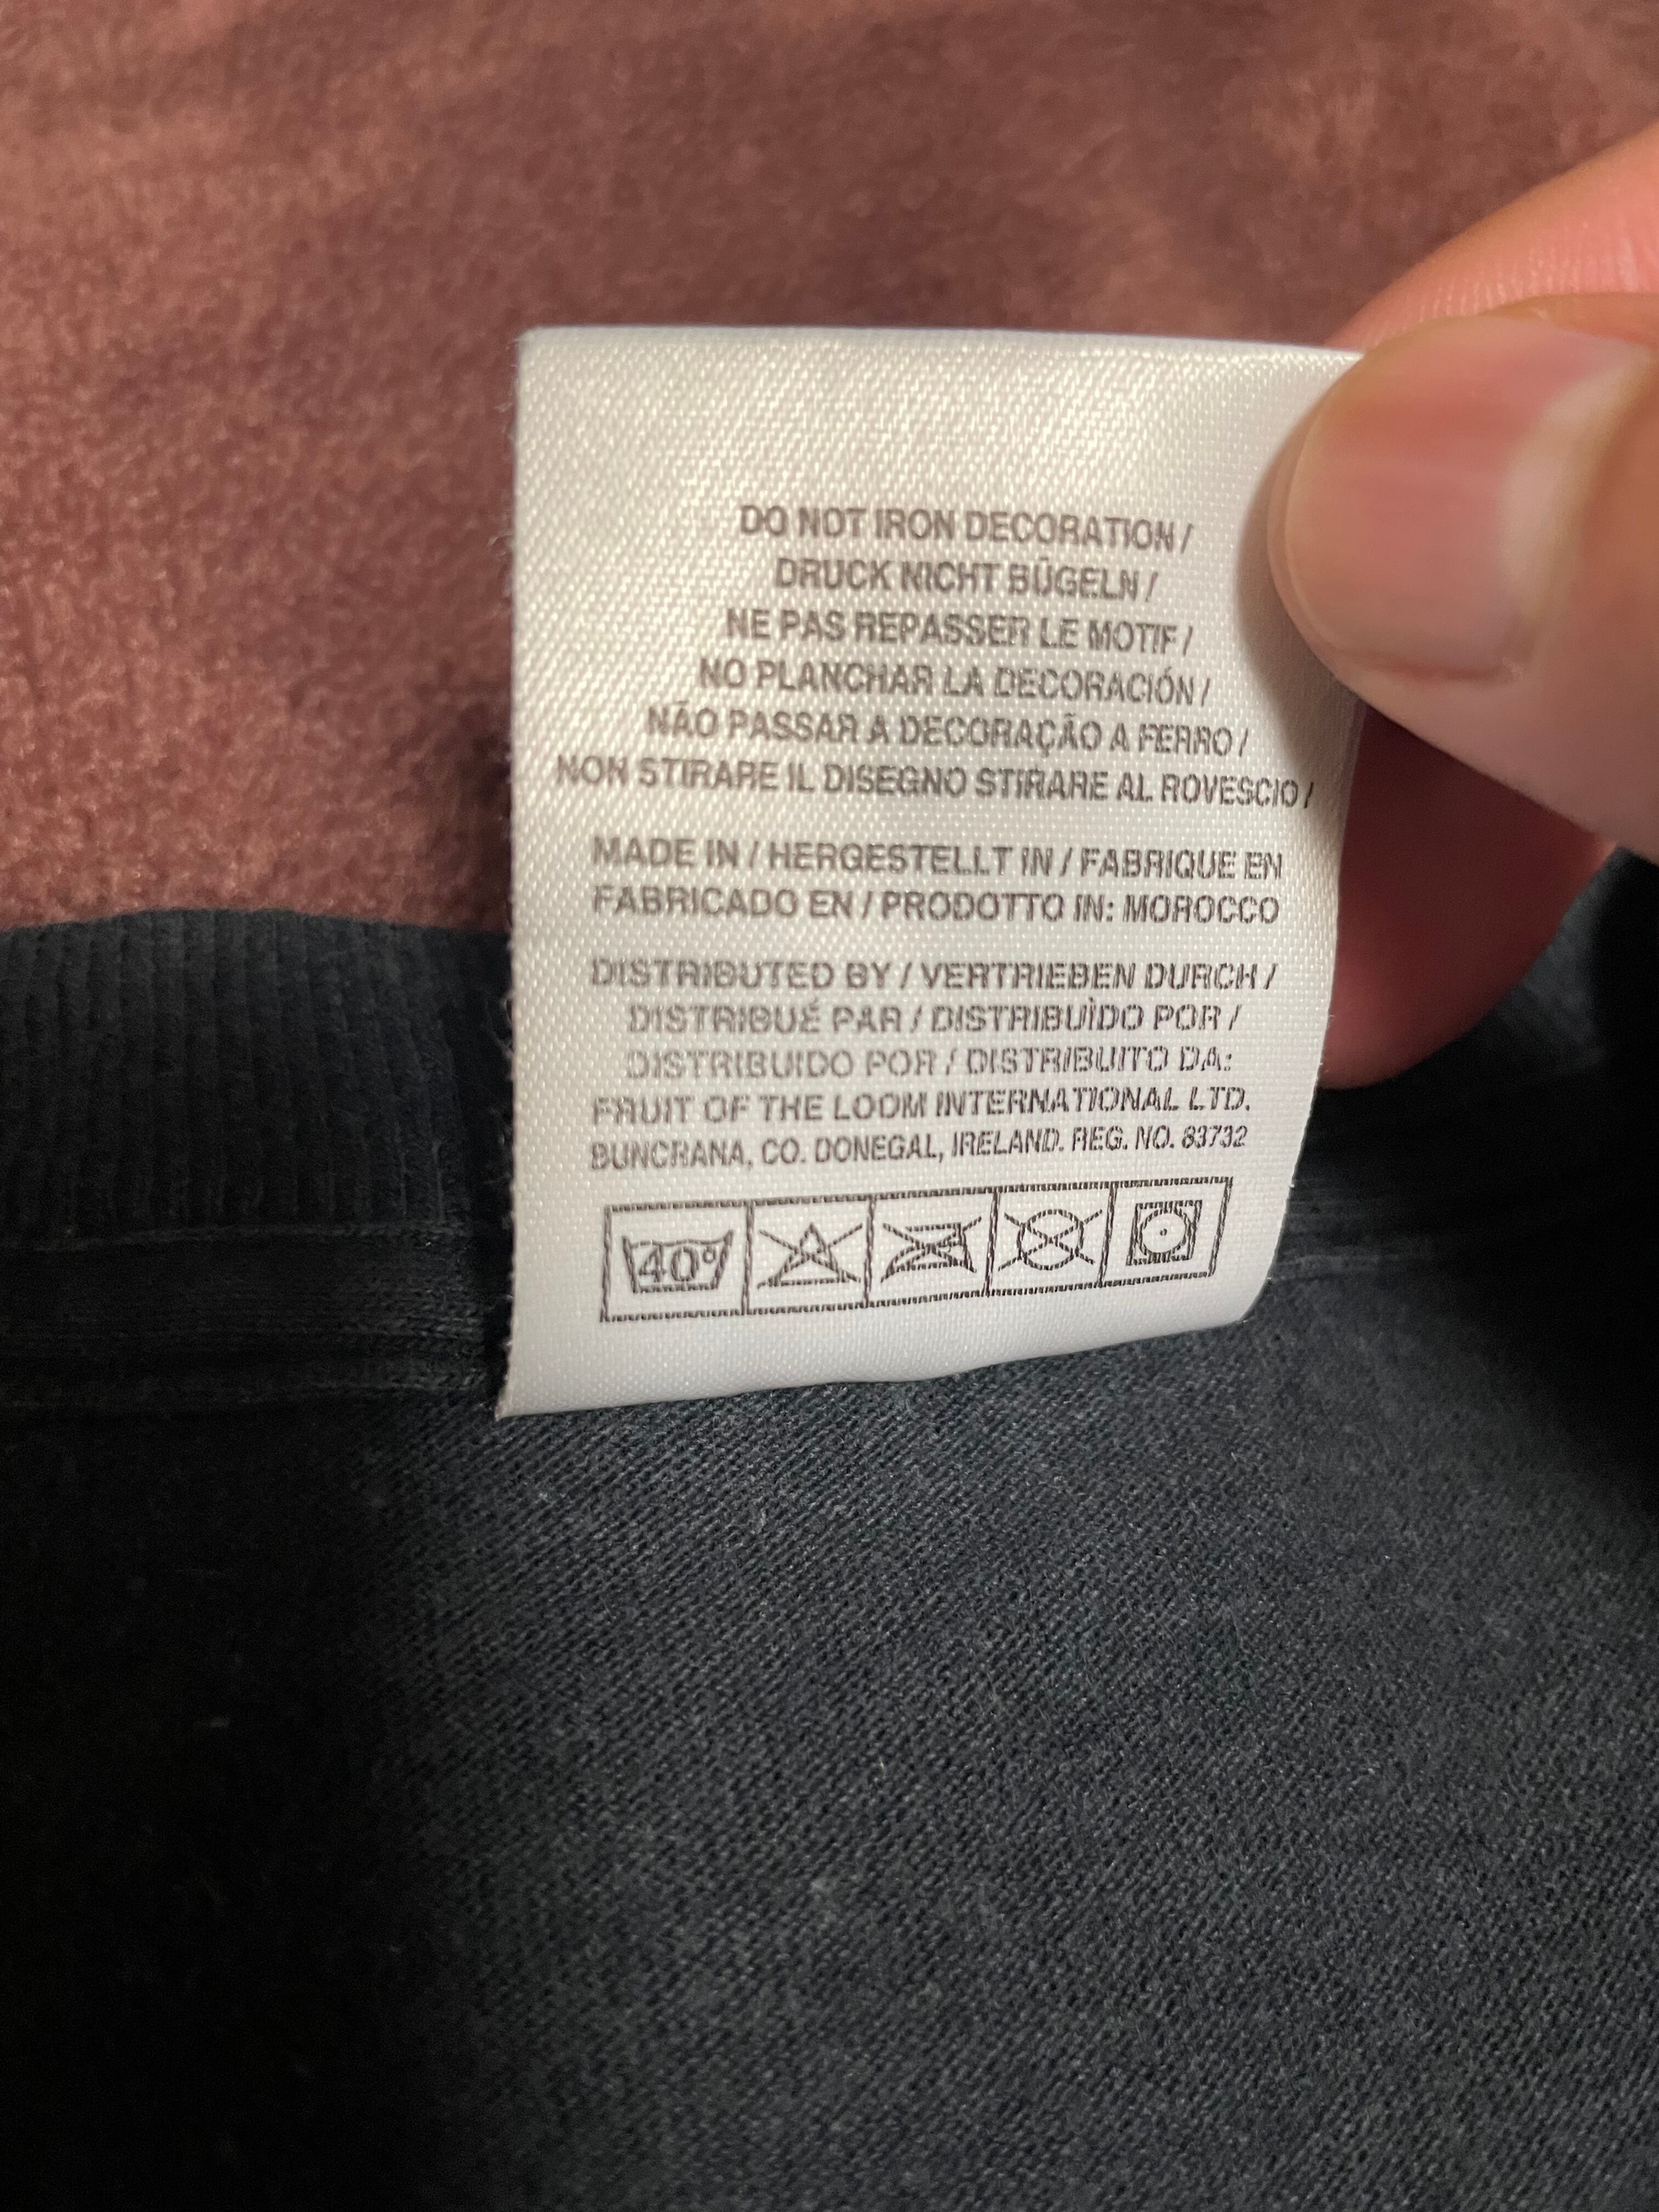 DO NOT IRON DECORATION /
DRUCK NICHT BÜGELN /
NE PAS REPASSER LE MOTIF /
NO PLANCHAR LA DECORACIÓN /
NÃO PASSAR A DECORAÇÃO A FERRO /
NON STIRARE IL DISEGNO STIRARE AL ROVESCIO /
MADE IN / HERGESTELLT IN / FABRIQUE EN
FABRICADO EN / PRODOTTO IN: MOROCCO
DISTRIBUTED BY / VERTRIEBEN DURCH /
DISTRIBUÉ PAR / DISTRIBUÌDO POR /
DISTRIBUIDO POR / DISTRIBUITO DA:
FRUIT OF THE LOOM INTERNATIONAL LTD.
BUNCRANA, CO. DONEGAL, IRELAND. REG. NO. 83732
40°